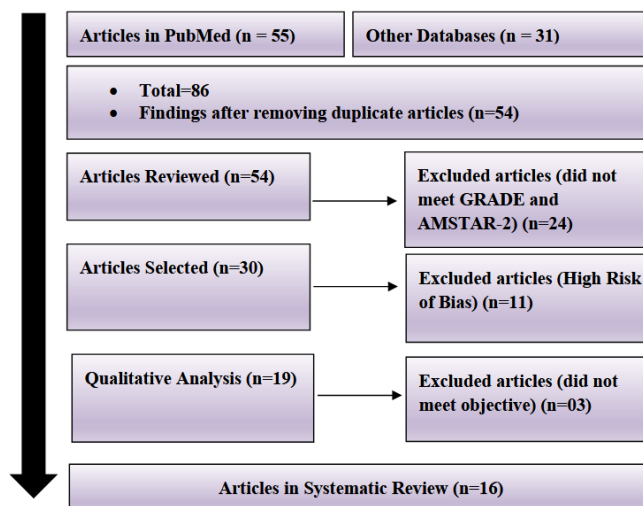 Articles in PubMed (n = 55)
Other Databases (n = 31)
• Total=86
• Findings after removing duplicate articles (n=54)
Articles Reviewed (n=54)
Excluded articles (did not
meet GRADE and
AMSTAR-2) (n=24)
Articles Selected (n=30)
Excluded articles (High Risk
of Bias) (n=11)
Qualitative Analysis (n=19)
Excluded articles (did not
meet objective) (n=03)
Articles in Systematic Review (n=16)